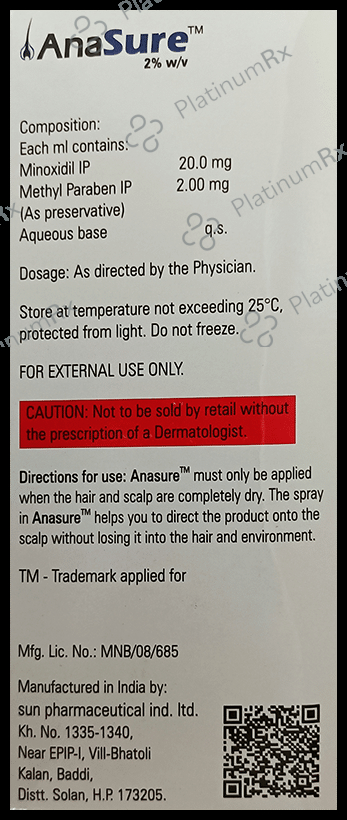 AnaSure™
2% w/v
PlatinumRx
Composition:
Each ml contains:
Minoxidil IP 20.0 mg
Methyl Paraben IP 2.00 mg
(As preservative)
Aqueous base q.s.
PlatinumRx
Dosage: As directed by the Physician.
Store at temperature not exceeding 25°C,
protected from light. Do not freeze.
FOR EXTERNAL USE ONLY.
CAUTION: Not to be sold by retail without
the prescription of a Dermatologist.
Directions for use: Anasure™ must only be applied
when the hair and scalp are completely dry. The spray
in Anasure™ helps you to direct the product onto the
scalp without losing it into the hair and environment.
TM - Trademark applied for
Mfg. Lic. No.: MNB/08/685
Manufactured in India by:
sun pharmaceutical ind. ltd.
Kh. No. 1335-1340,
Near EPIP-I, Vill-Bhatoli
Kalan, Baddi,
Distt. Solan, H.P. 173205.